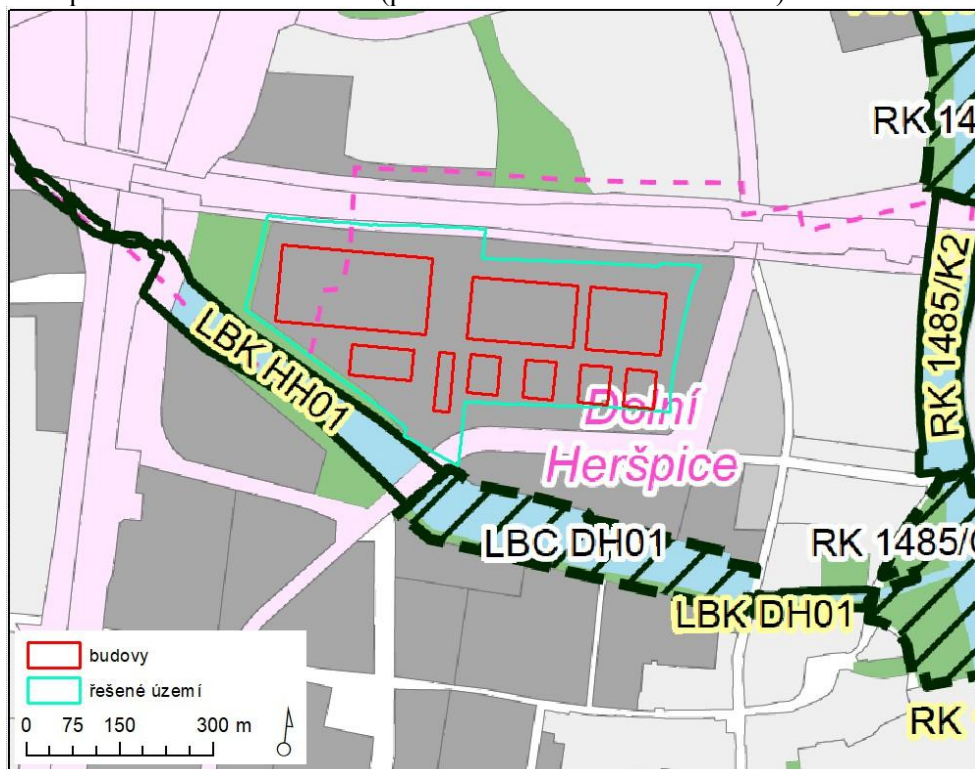 RK 14
LBK HH01
RK 1485/K2
Dolní
Heršpice
LBC DH01
RK 1485/
LBK DH01
RK
budovy
řešené území
0 75 150 300 m